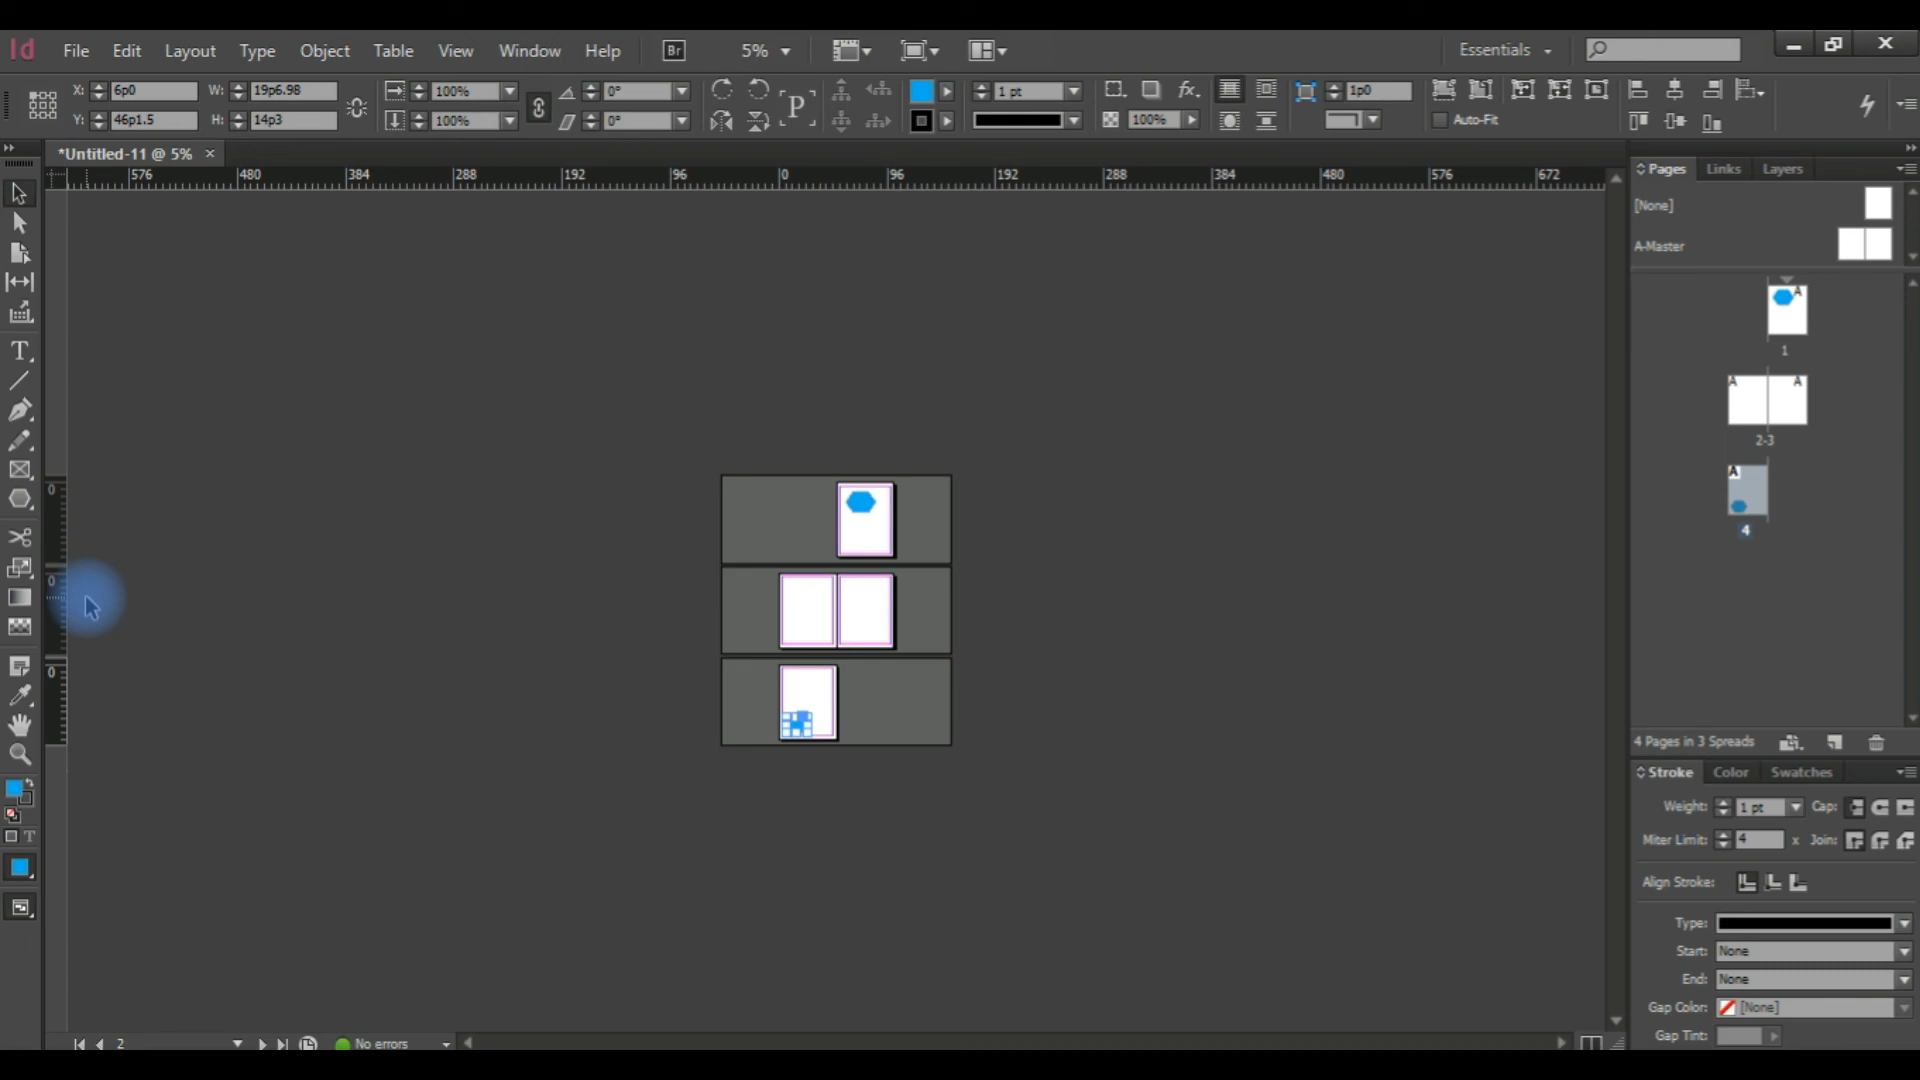 Id File Edit Layout Type Object Table View Window Help Br 5% Essentials
X: 6p0 W: 19p6.98 100% 0° 1 pt fx. 1p0
Y: 46p1.5 H: 14p3 100% 0° P 100% Auto-Fit
*Untitled-11 @ 5% ×
576 480 384 288 192 96 0 96 192 288 384 480 576 672
0
0
0
T
T
Pages Links Layers
[None]
A-Master
A
1
A A
2-3
A
4
4 Pages in 3 Spreads
Stroke Color Swatches
Weight: 1 pt Cap:
Miter Limit: 4 x Join:
Align Stroke:
Type:
Start: None
End: None
Gap Color: [None]
Gap Tint:
2 No errors